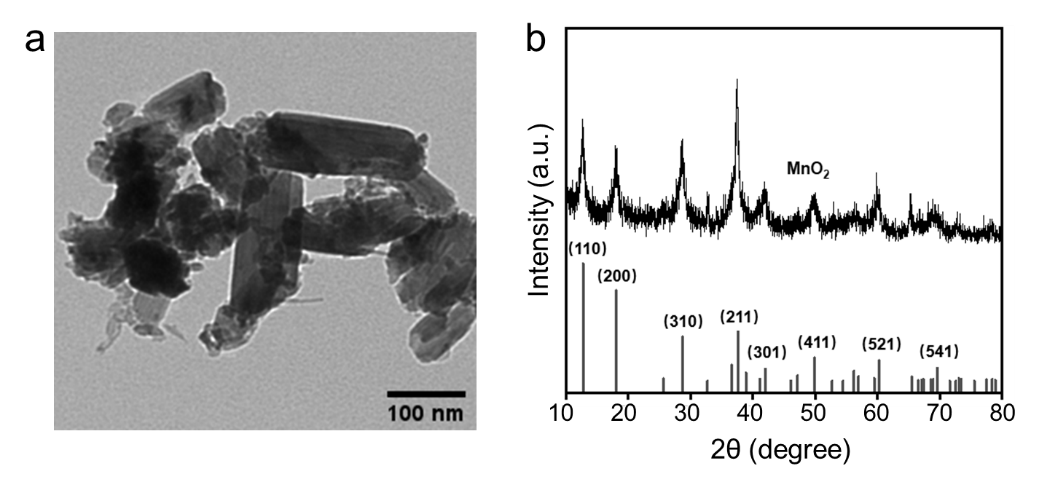 a
100 nm
b
Intensity (a.u.)
MnO₂
(110)
(200)
(310)
(211)
(301)
(411)
(521)
(541)
10 20 30 40 50 60 70 80
2θ (degree)